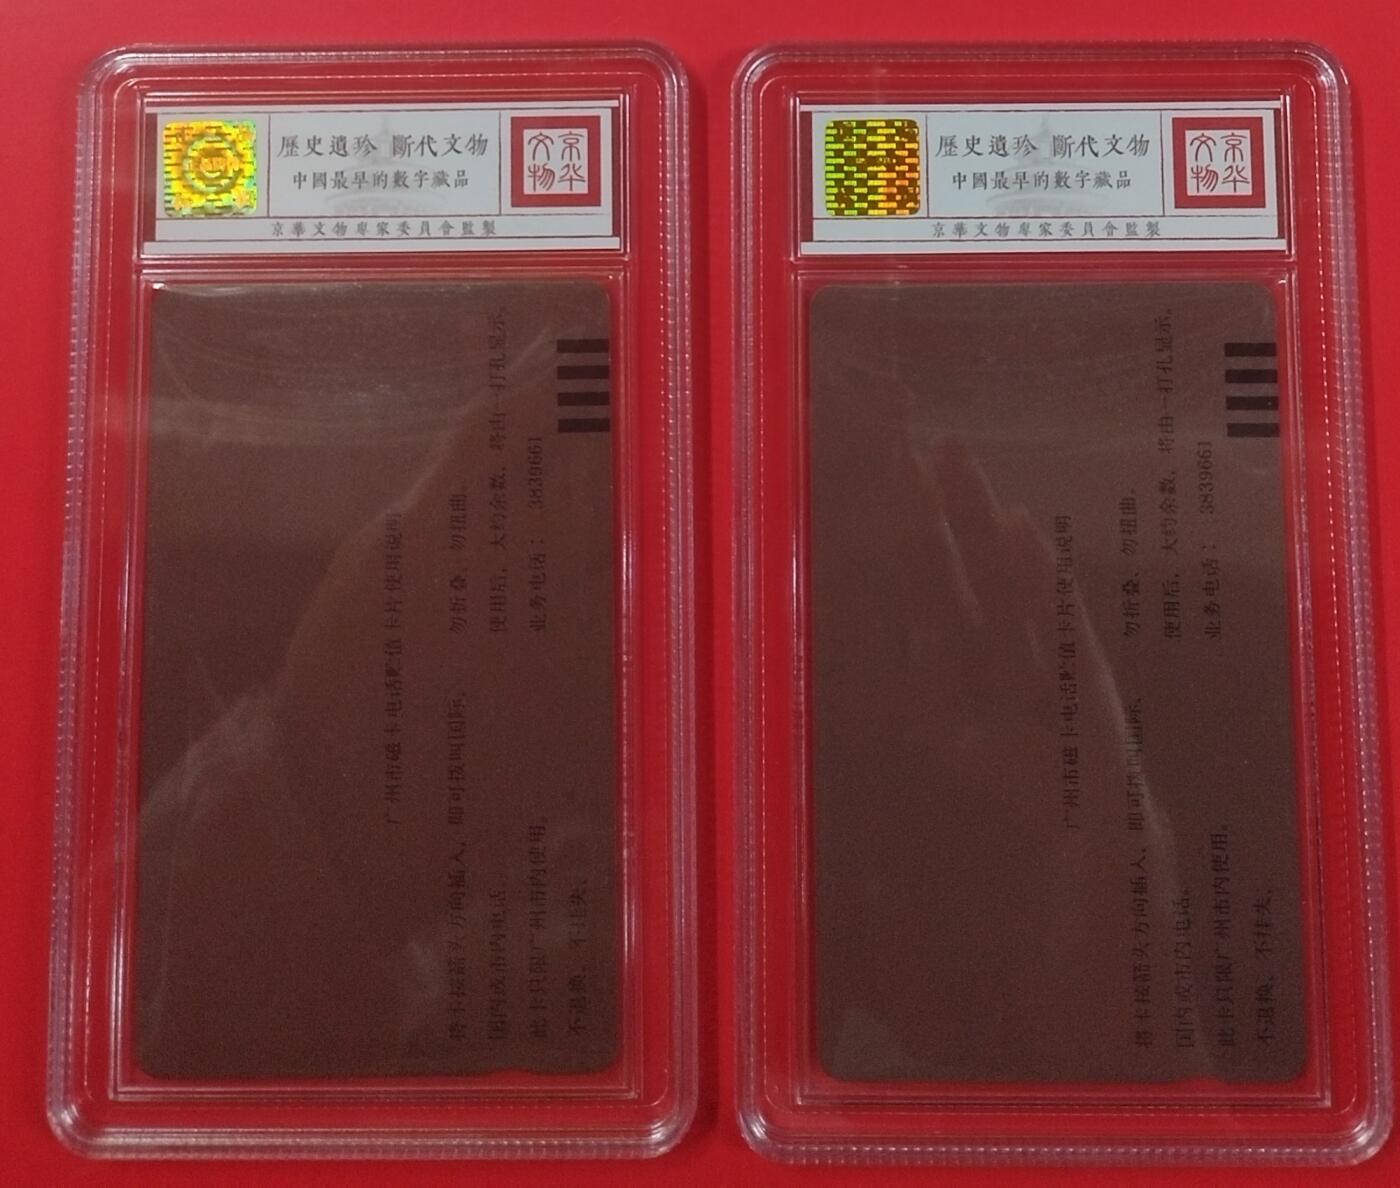 歷史遺珍 斷代文物
中國最早的數字藏品
京华文物
京華文物專家委員會監製
广州市磁卡电话贮值卡片使用说明
将卡按箭头方向插入，即可拨叫国际、
国内或市内电话。
此卡只限广州市内使用。
不退换、不挂失、
勿折叠、勿扭曲。
使用后，大约余数，将由一打孔显示。
业务电话： 3839661
歷史遺珍 斷代文物
中國最早的數字藏品
京华文物
京華文物專家委員會監製
广州市磁卡电话贮值卡片使用说明
将卡按箭头方向插入、即可拨叫国际、
国内或市内电话。
此卡只限广州市内使用。
不退换、不挂失、
勿折叠、勿扭曲。
使用后，大约余数，将由一打孔显示。
业务电话： 3839661